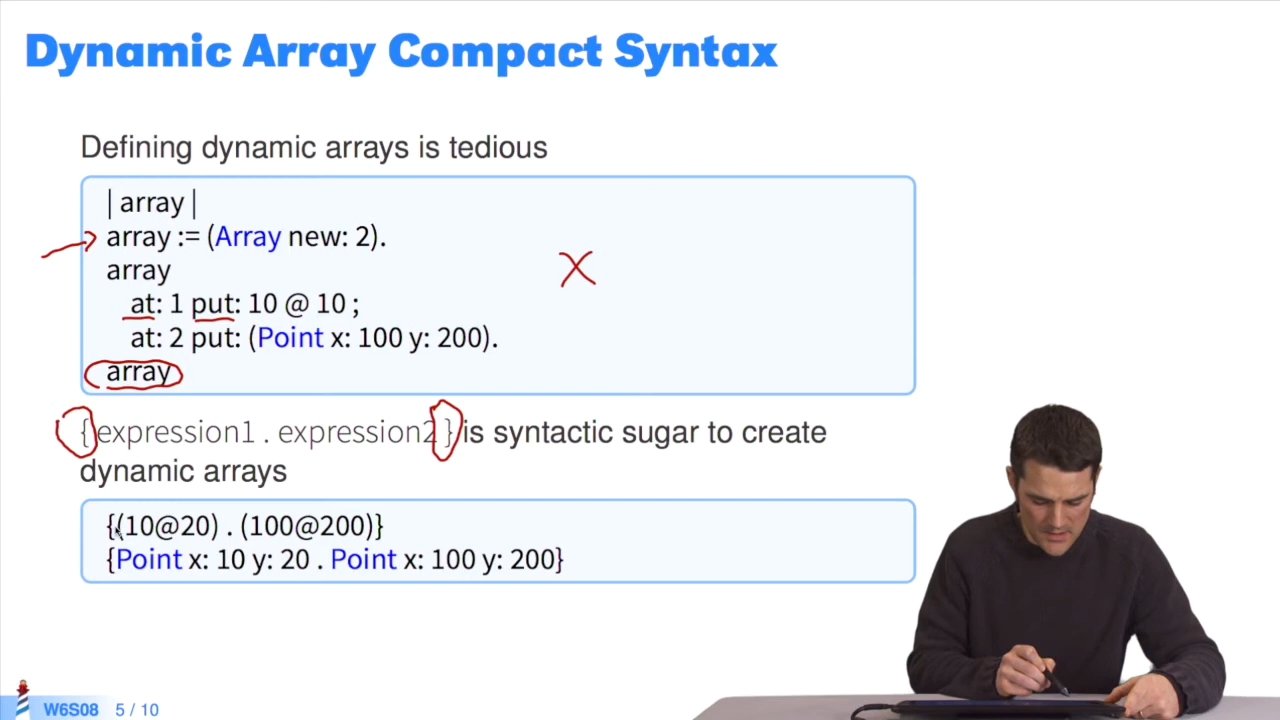 Dynamic Array Compact Syntax
Defining dynamic arrays is tedious
| array |
array := (Array new: 2).
array
at: 1 put: 10 @ 10 ;
at: 2 put: (Point x: 100 y: 200).
array
X
{expression1 . expression2 } is syntactic sugar to create
dynamic arrays
{(10@20) . (100@200)}
{Point x: 10 y: 20 . Point x: 100 y: 200}
W6S08 5 / 10